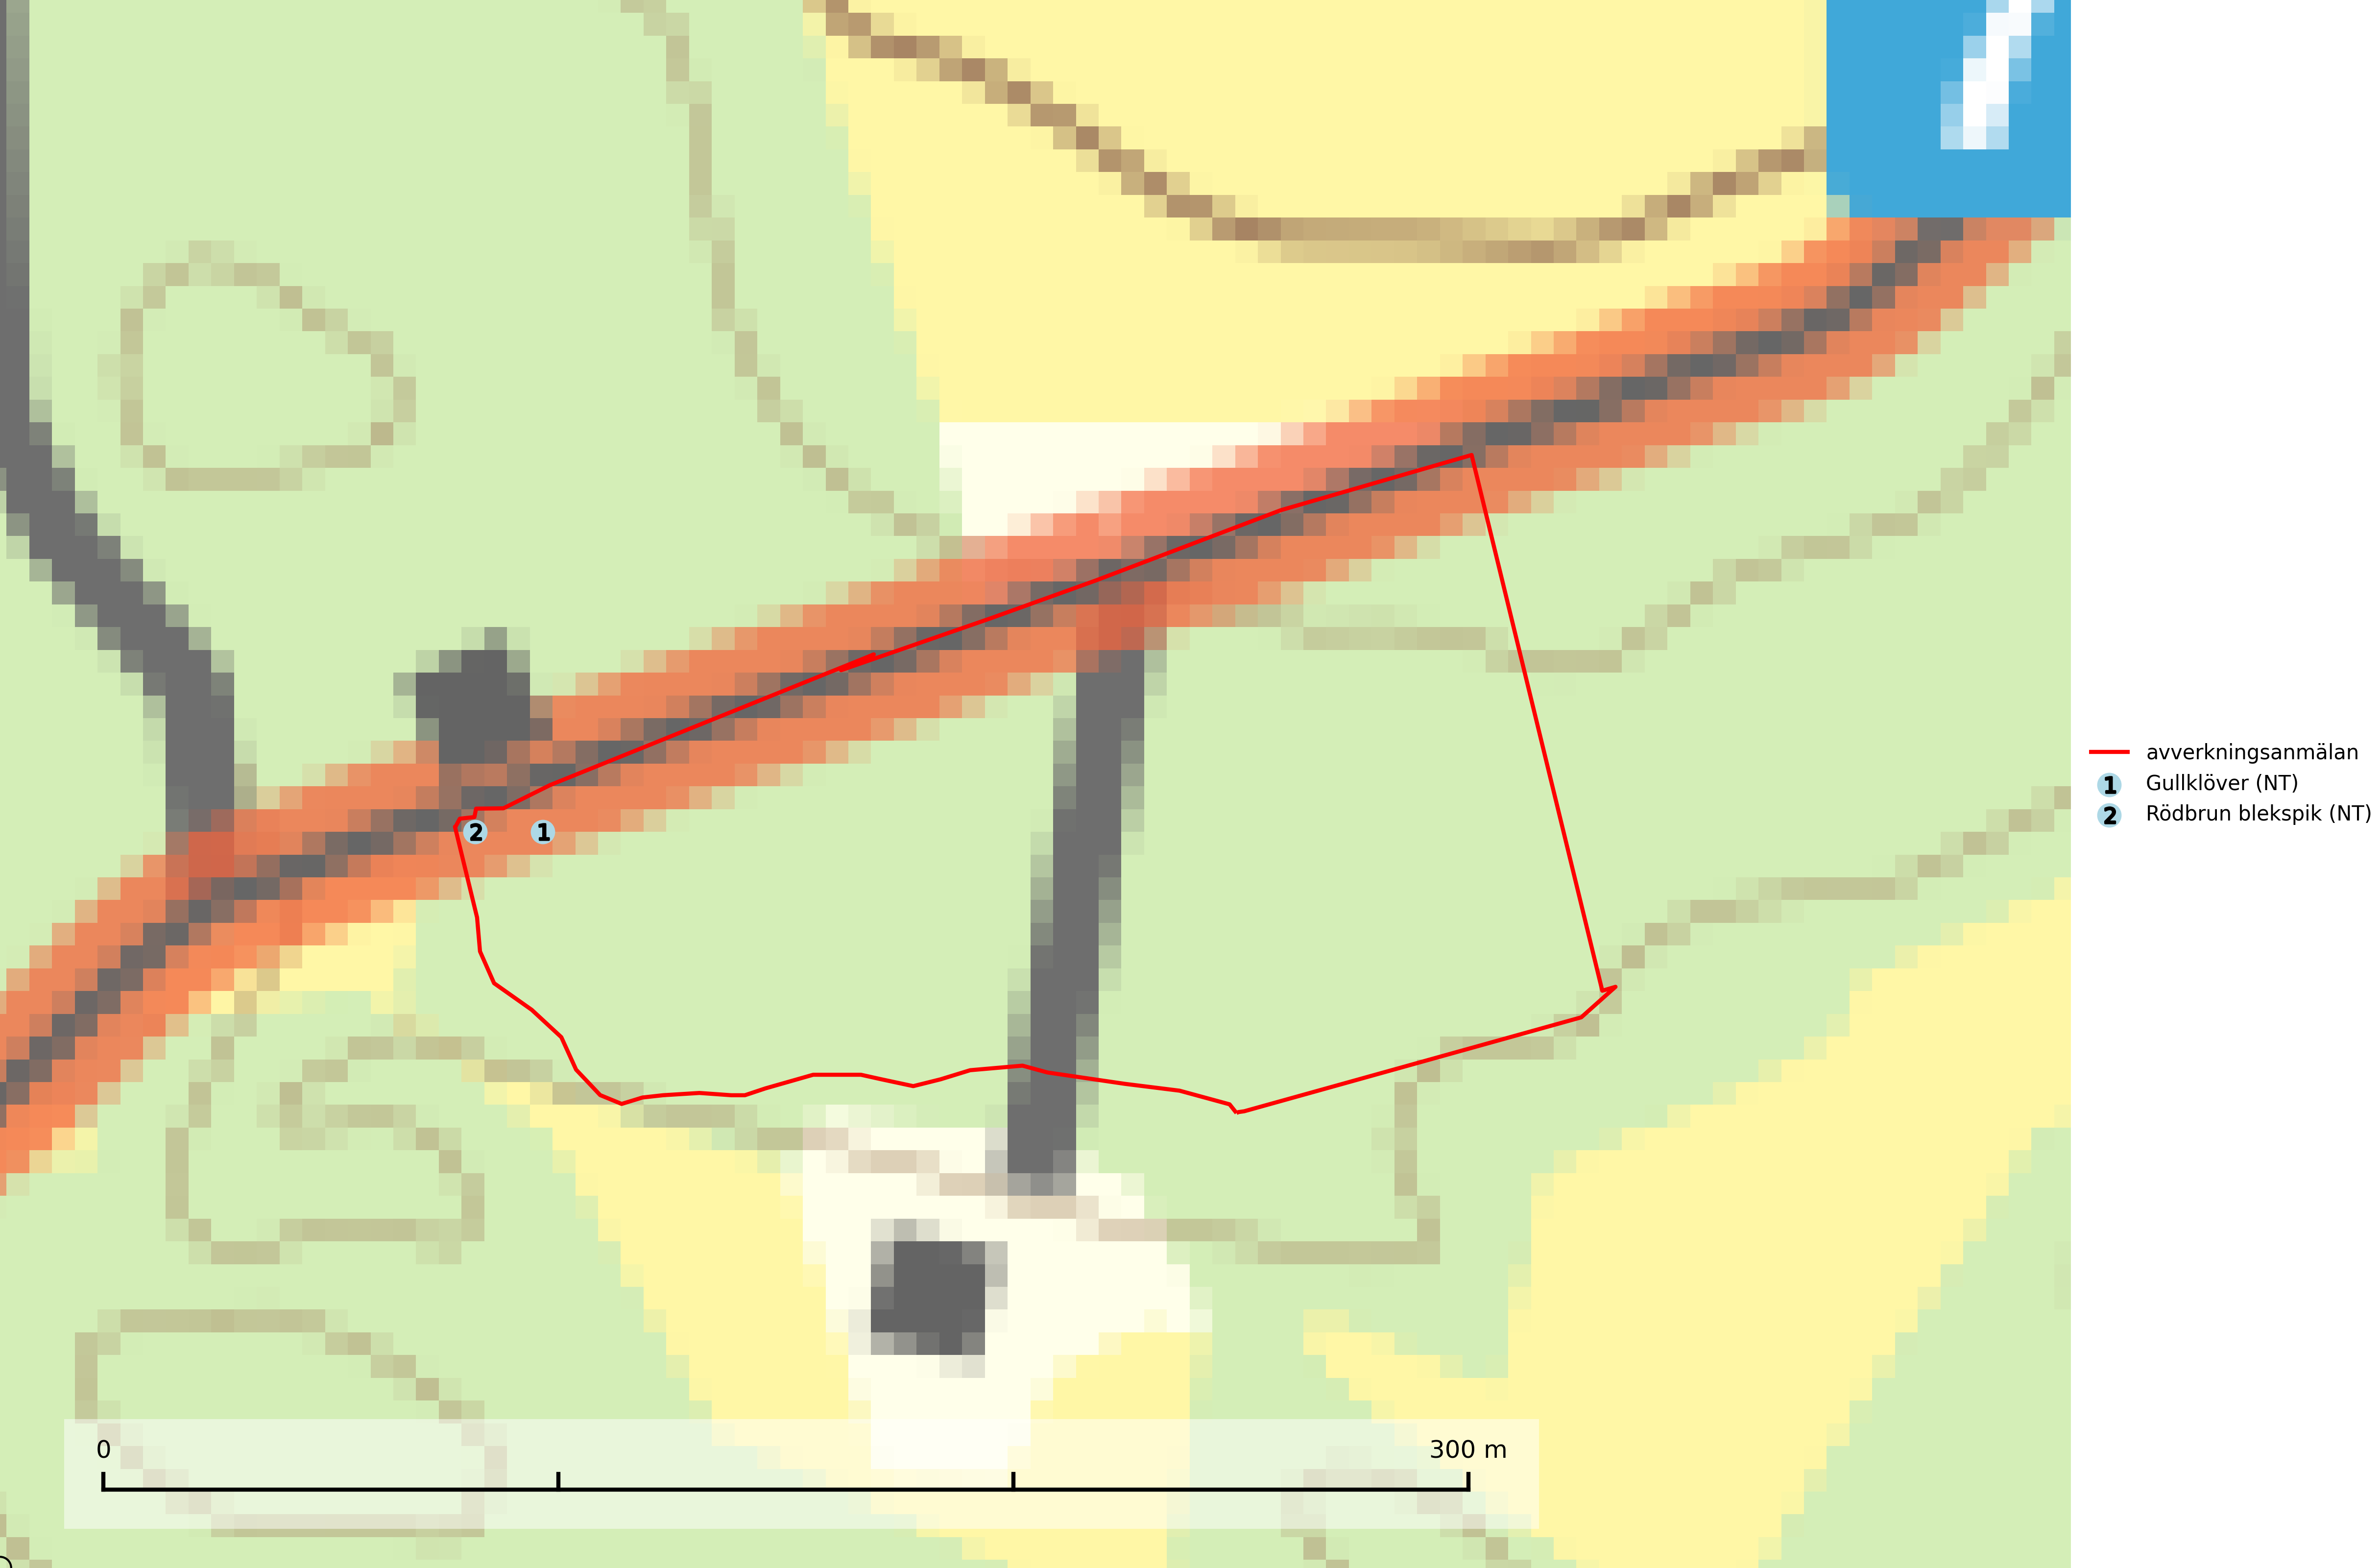 2 1
avverkningsanmälan
1 Gullklöver (NT)
2 Rödbrun blekspik (NT)
0 300 m